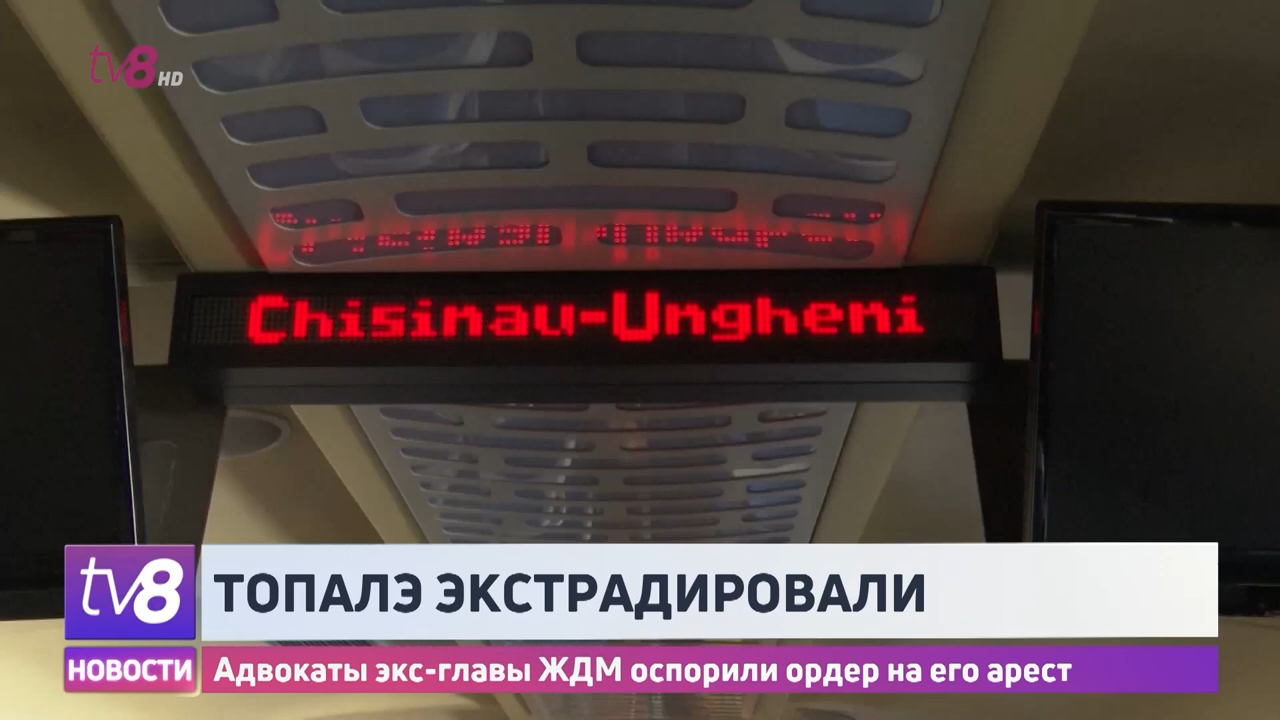 tv8 HD
Chisinau-Ungheni
tv8
ТОПАЛЭ ЭКСТРАДИРОВАЛИ
НОВОСТИ
Адвокаты экс-главы ЖДМ оспорили ордер на его арест